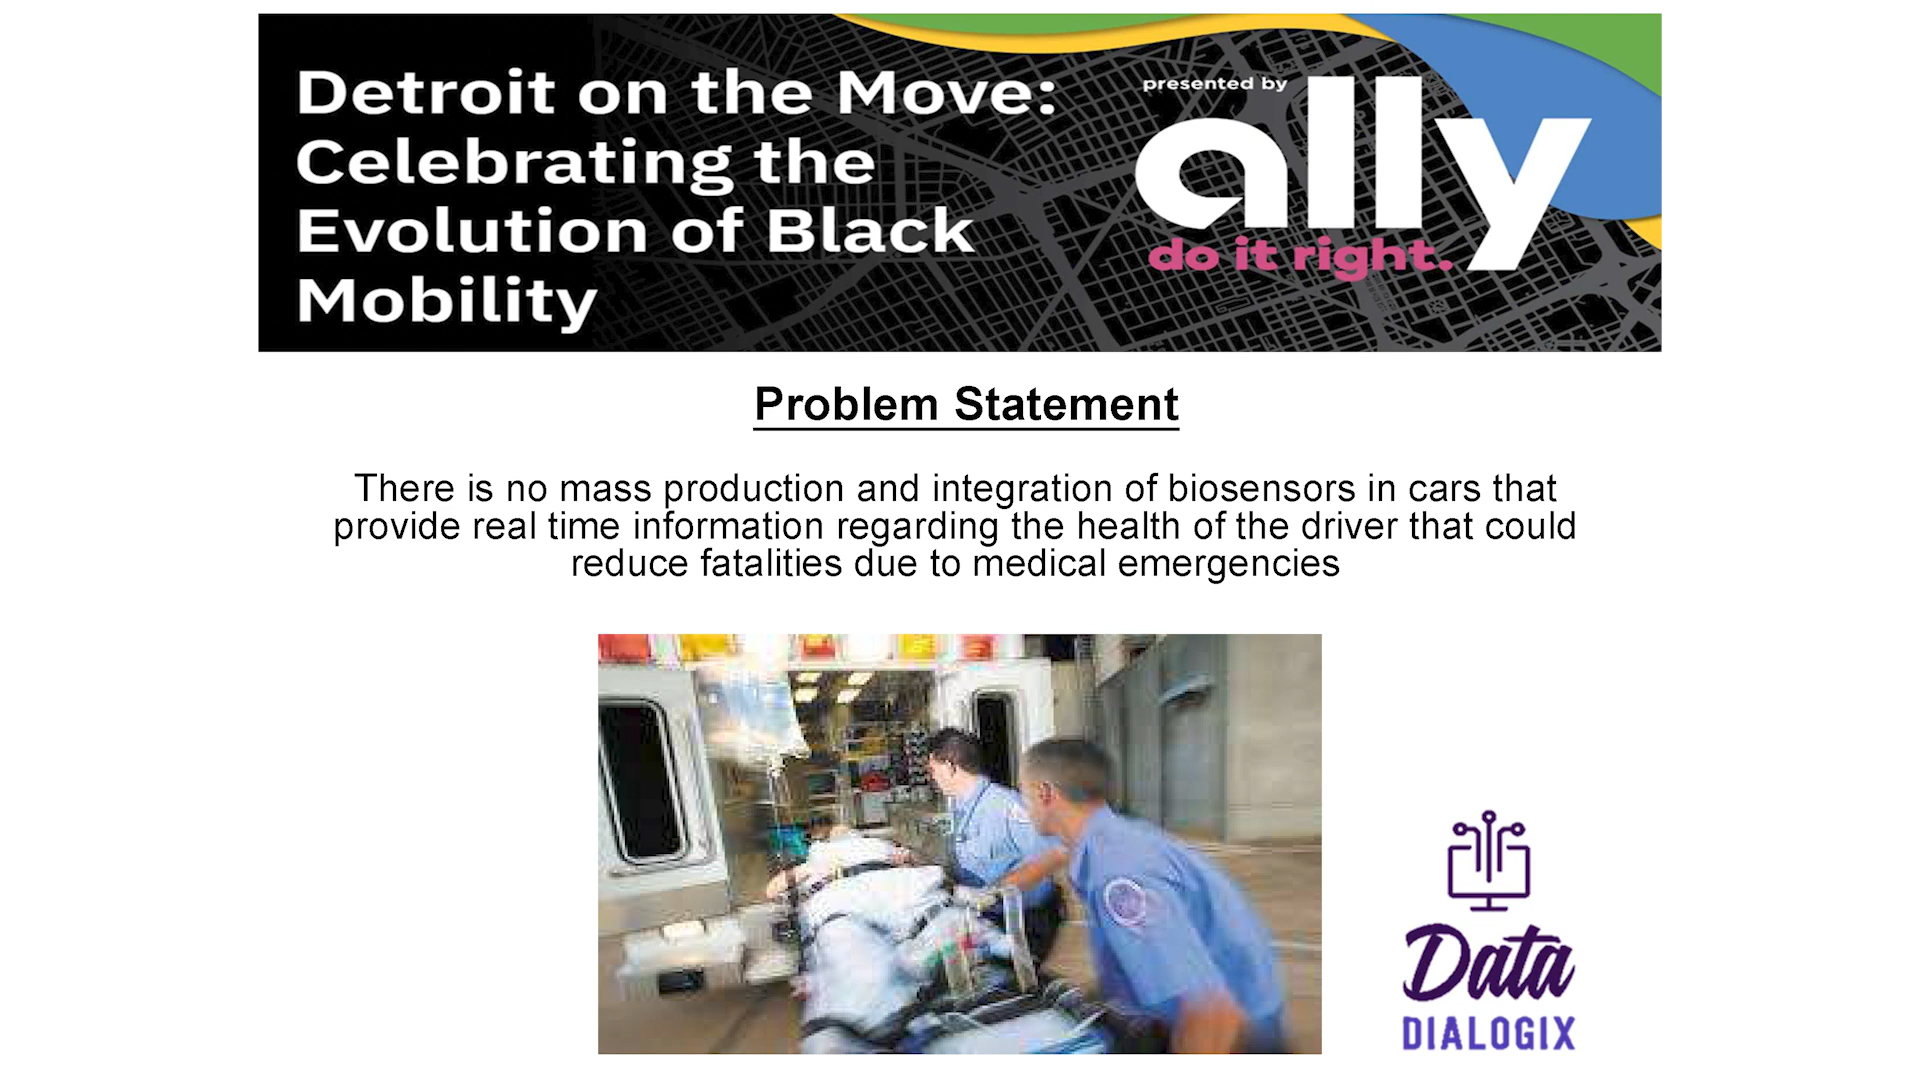 Detroit on the Move:
Celebrating the
Evolution of Black
Mobility
presented by
ally
do it right.
Problem Statement
There is no mass production and integration of biosensors in cars that
provide real time information regarding the health of the driver that could
reduce fatalities due to medical emergencies
Data
DIALOGIX